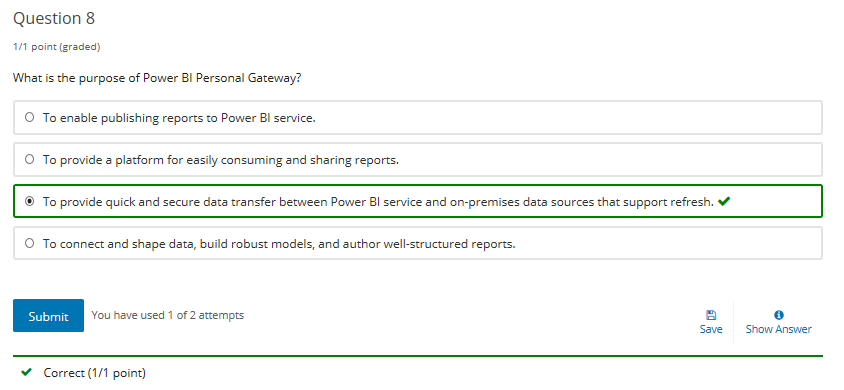 Question 8
1/1 point (graded)
What is the purpose of Power BI Personal Gateway?
To enable publishing reports to Power BI service.
To provide a platform for easily consuming and sharing reports.
To provide quick and secure data transfer between Power BI service and on-premises data sources that support refresh.
To connect and shape data, build robust models, and author well-structured reports.
Submit You have used 1 of 2 attempts
Save Show Answer
Correct (1/1 point)